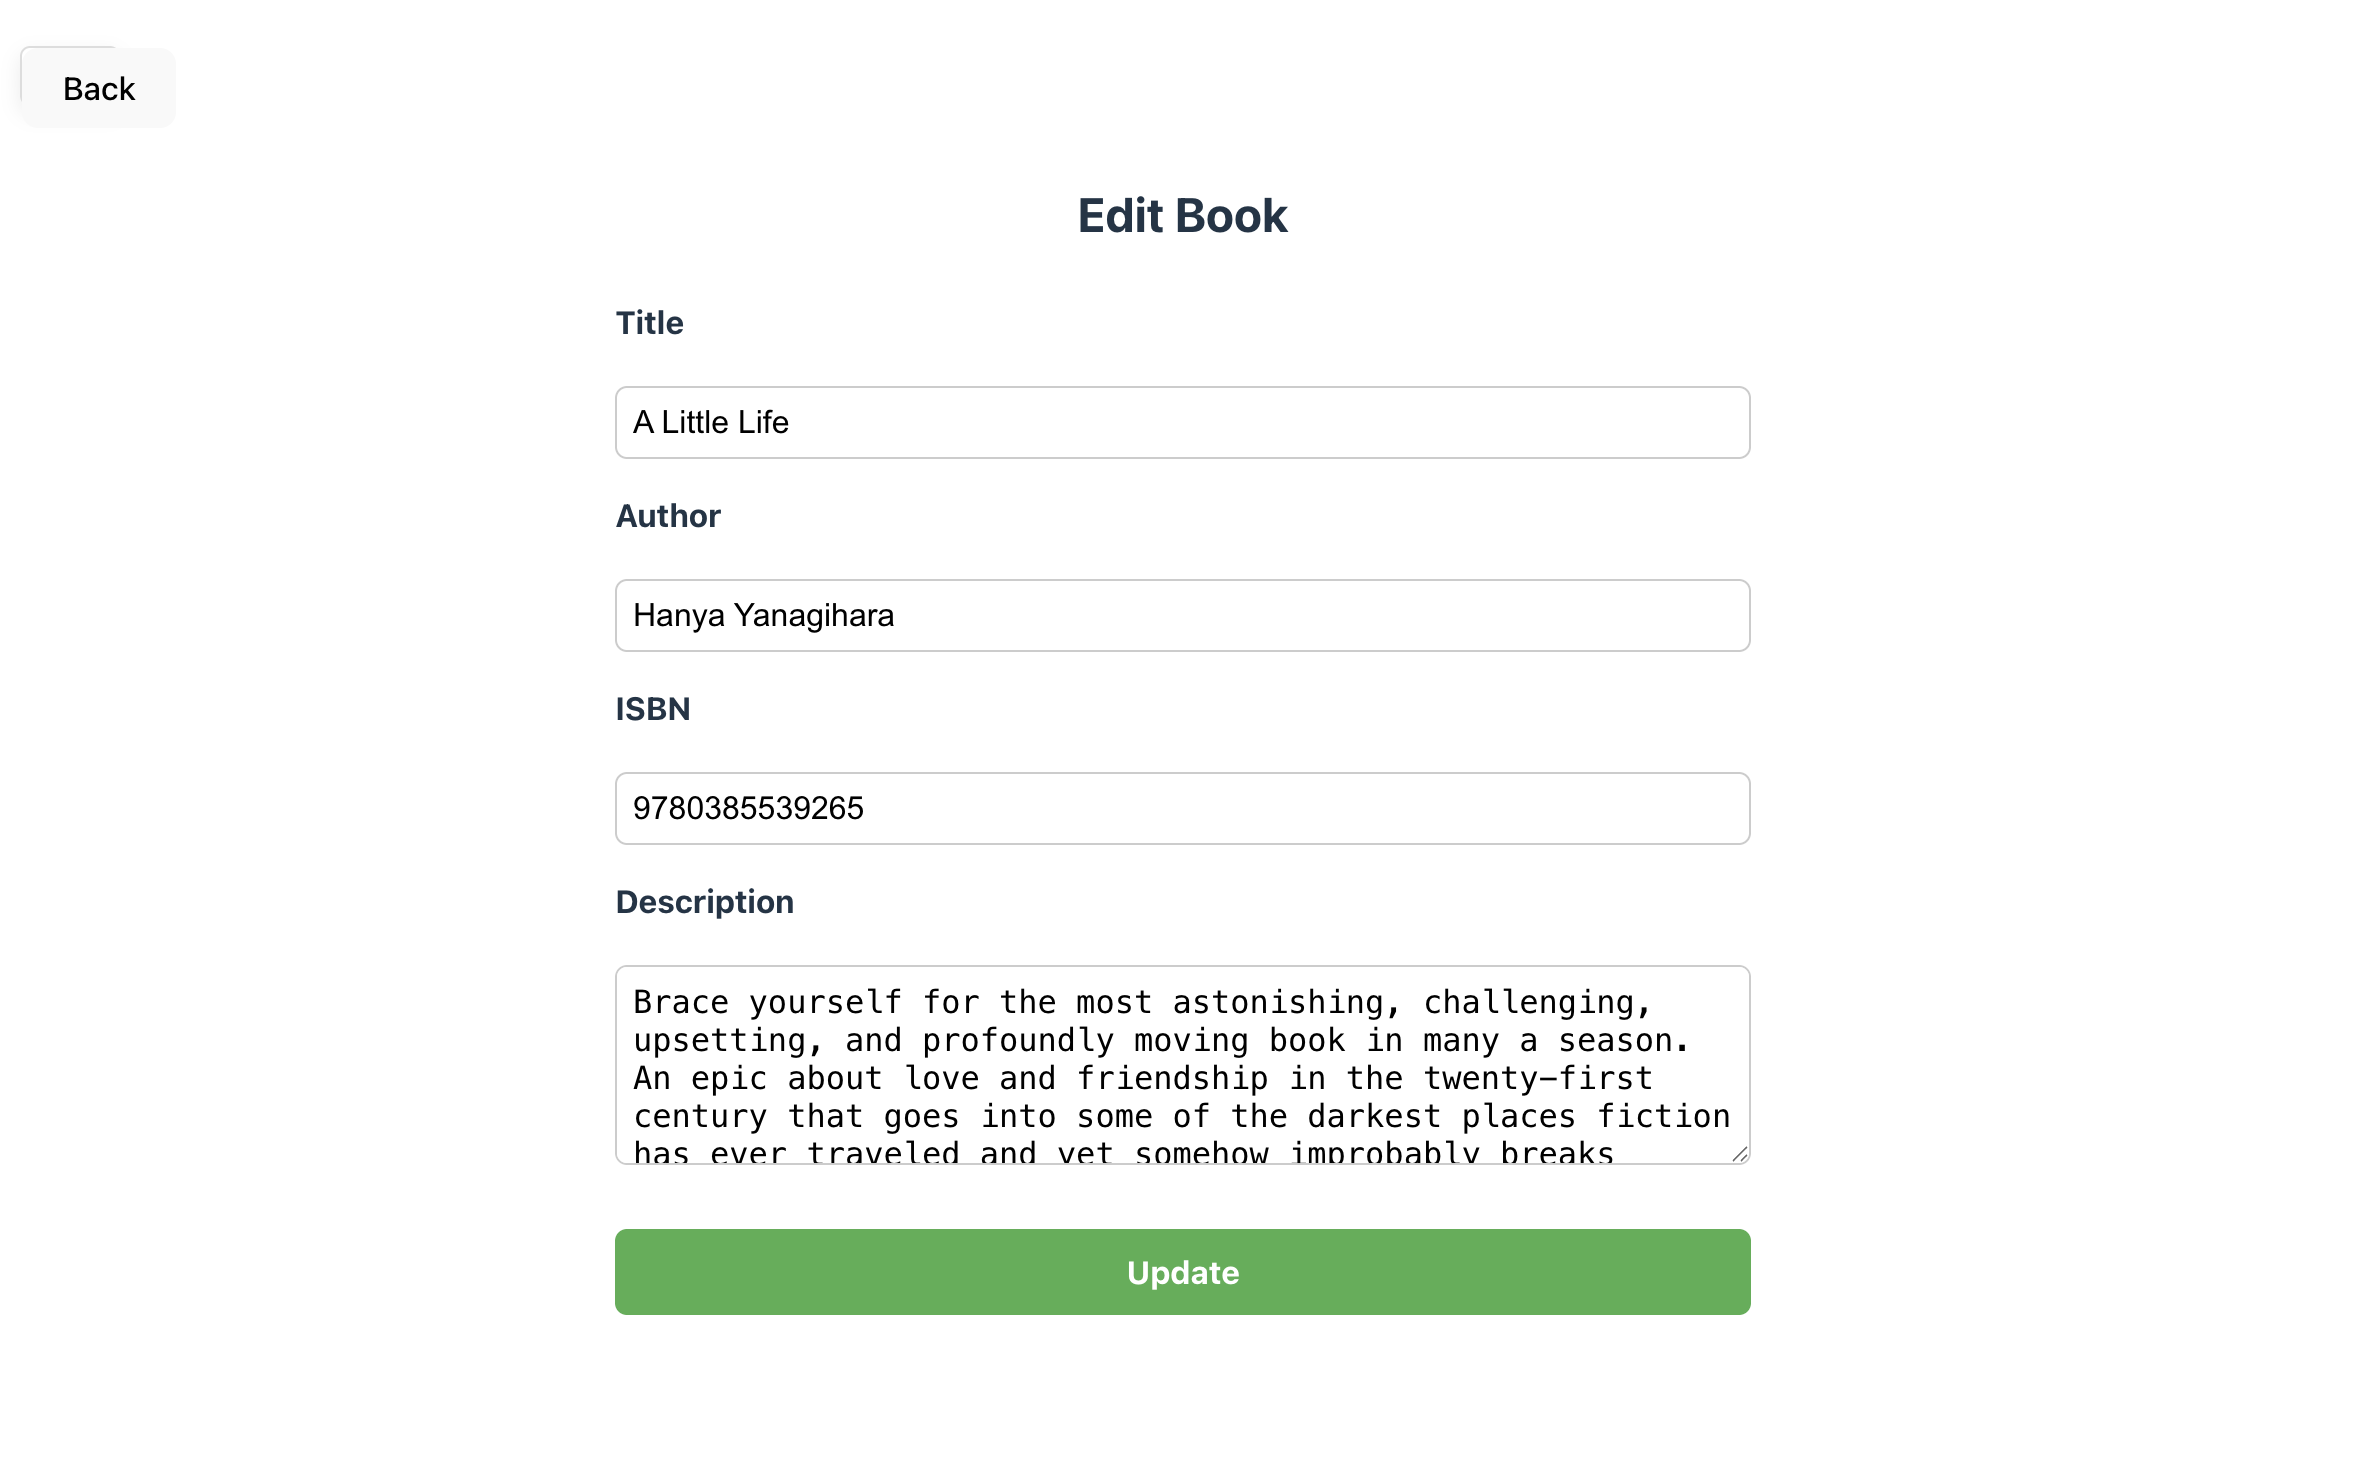 Back
Edit Book
Title
A Little Life
Author
Hanya Yanagihara
ISBN
9780385539265
Description
Brace yourself for the most astonishing, challenging,
upsetting, and profoundly moving book in many a season.
An epic about love and friendship in the twenty-first
century that goes into some of the darkest places fiction
has ever traveled and yet somehow improbably breaks
Update